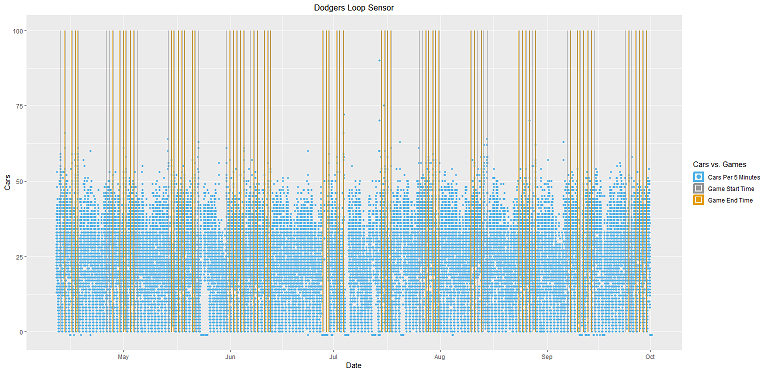 Dodgers Loop Sensor
100
75
50
25
0
Cars
May
Jun
Jul
Aug
Sep
Oct
Date
Cars vs. Games
Cars Per 5 Minutes
Game Start Time
Game End Time